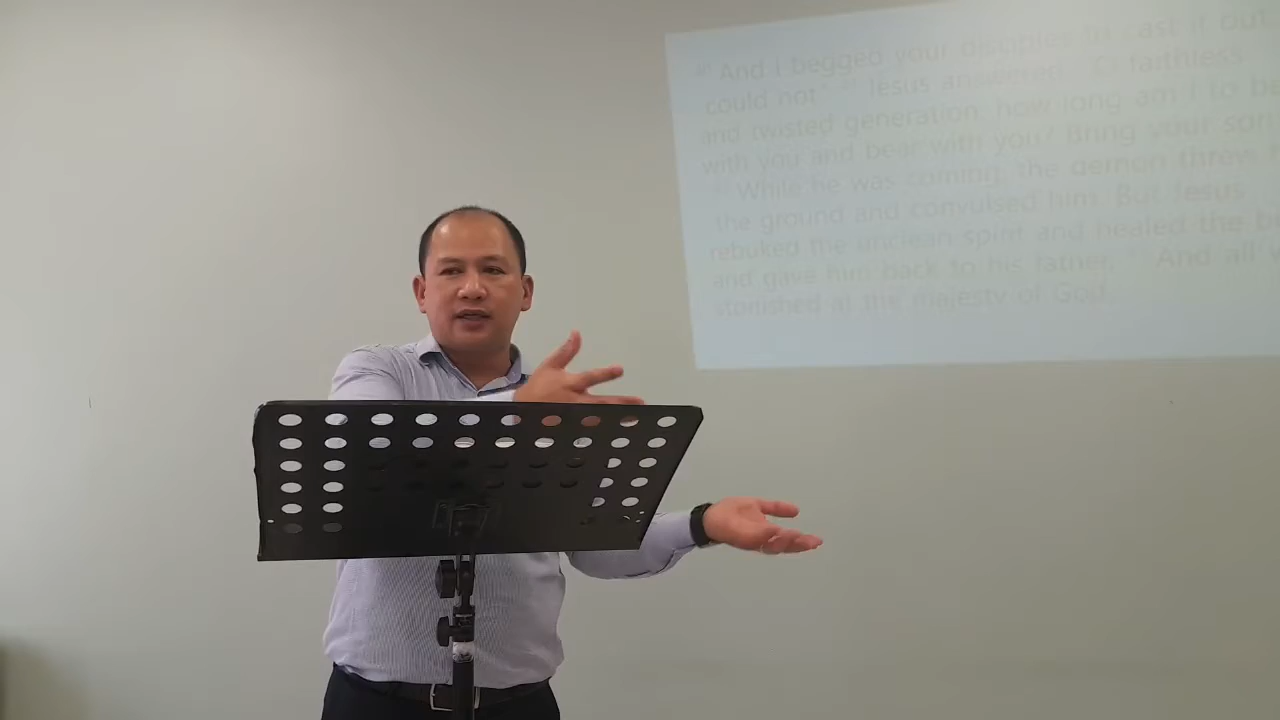 40 And I begged your disciples to cast it out,
could not" 41 Jesus answered, "O faithless
and twisted generation, how long am I to be
with you and bear with you? Bring your son
While he was coming, the demon threw
the ground and convulsed him. But Jesus
rebuked the unclean spirit and healed the
and gave him back to his father. And all
stonished at the majesty of God.